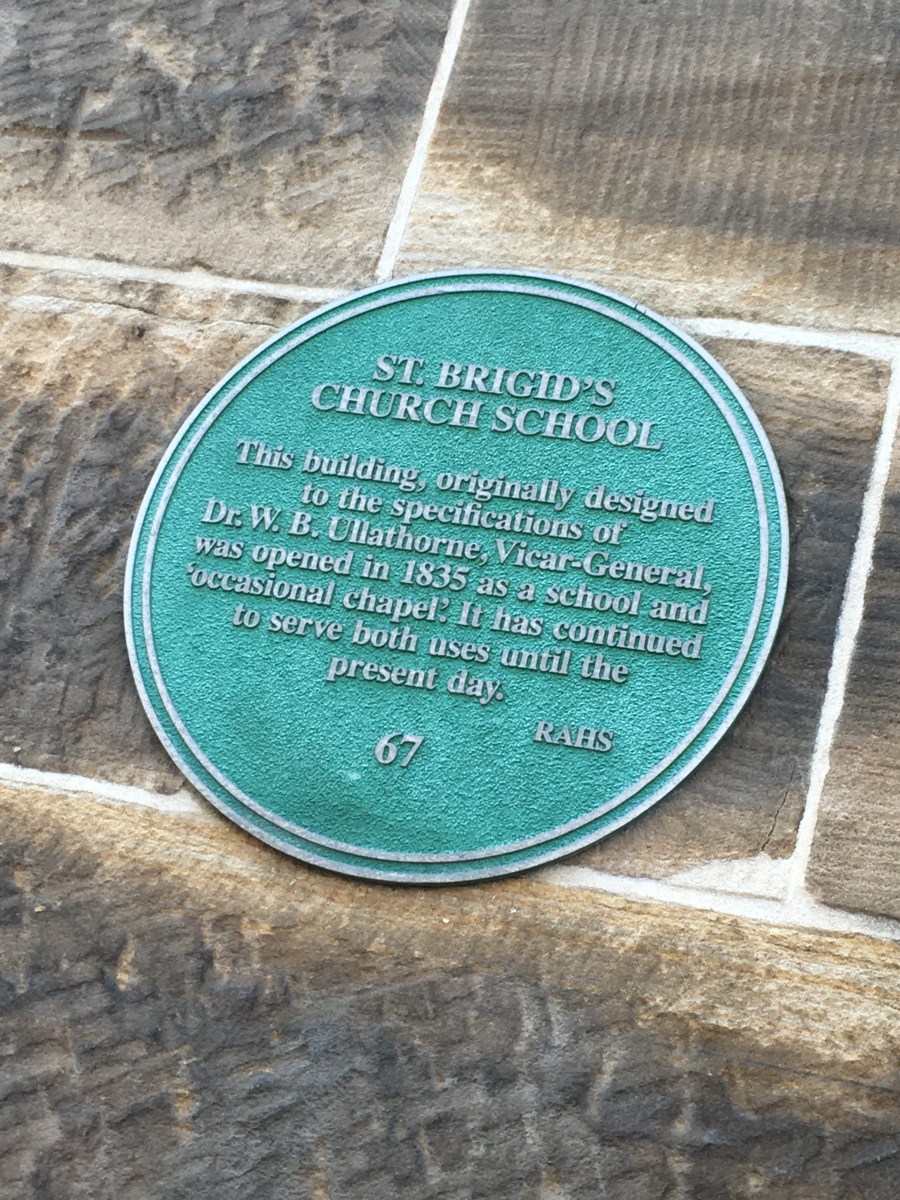 ST. BRIGID'S
CHURCH SCHOOL
This building, originally designed
to the specifications of
Dr. W. B. Ullathorne, Vicar-General,
was opened in 1835 as a school and
'occasional chapel'. It has continued
to serve both uses until the
present day.
RAHS
67